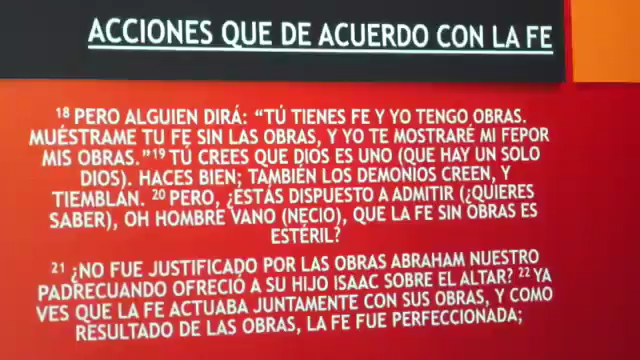 ACCIONES QUE DE ACUERDO CON LA FE
18 PERO ALGUIEN DIRÁ: “TÚ TIENES FE Y YO TENGO OBRAS.
MUÉSTRAME TU FE SIN LAS OBRAS, Y YO TE MOSTRARÉ MI FEPOR
MIS OBRAS.”19 TÚ CREES QUE DIOS ES UNO (QUE HAY UN SOLO
DIOS). HACES BIEN; TAMBIÉN LOS DEMONIOS CREEN, Y
TIEMBLAN. 20 PERO, ¿ESTÁS DISPUESTO A ADMITIR (¿QUIERES
SABER), OH HOMBRE VANO (NECIO), QUE LA FE SIN OBRAS ES
ESTÉRIL?
21 ¿NO FUE JUSTIFICADO POR LAS OBRAS ABRAHAM NUESTRO
PADRECUANDO OFRECIÓ A SU HIJO ISAAC SOBRE EL ALTAR? 22 YA
VES QUE LA FE ACTUABA JUNTAMENTE CON SUS OBRAS, Y COMO
RESULTADO DE LAS OBRAS, LA FE FUE PERFECCIONADA;